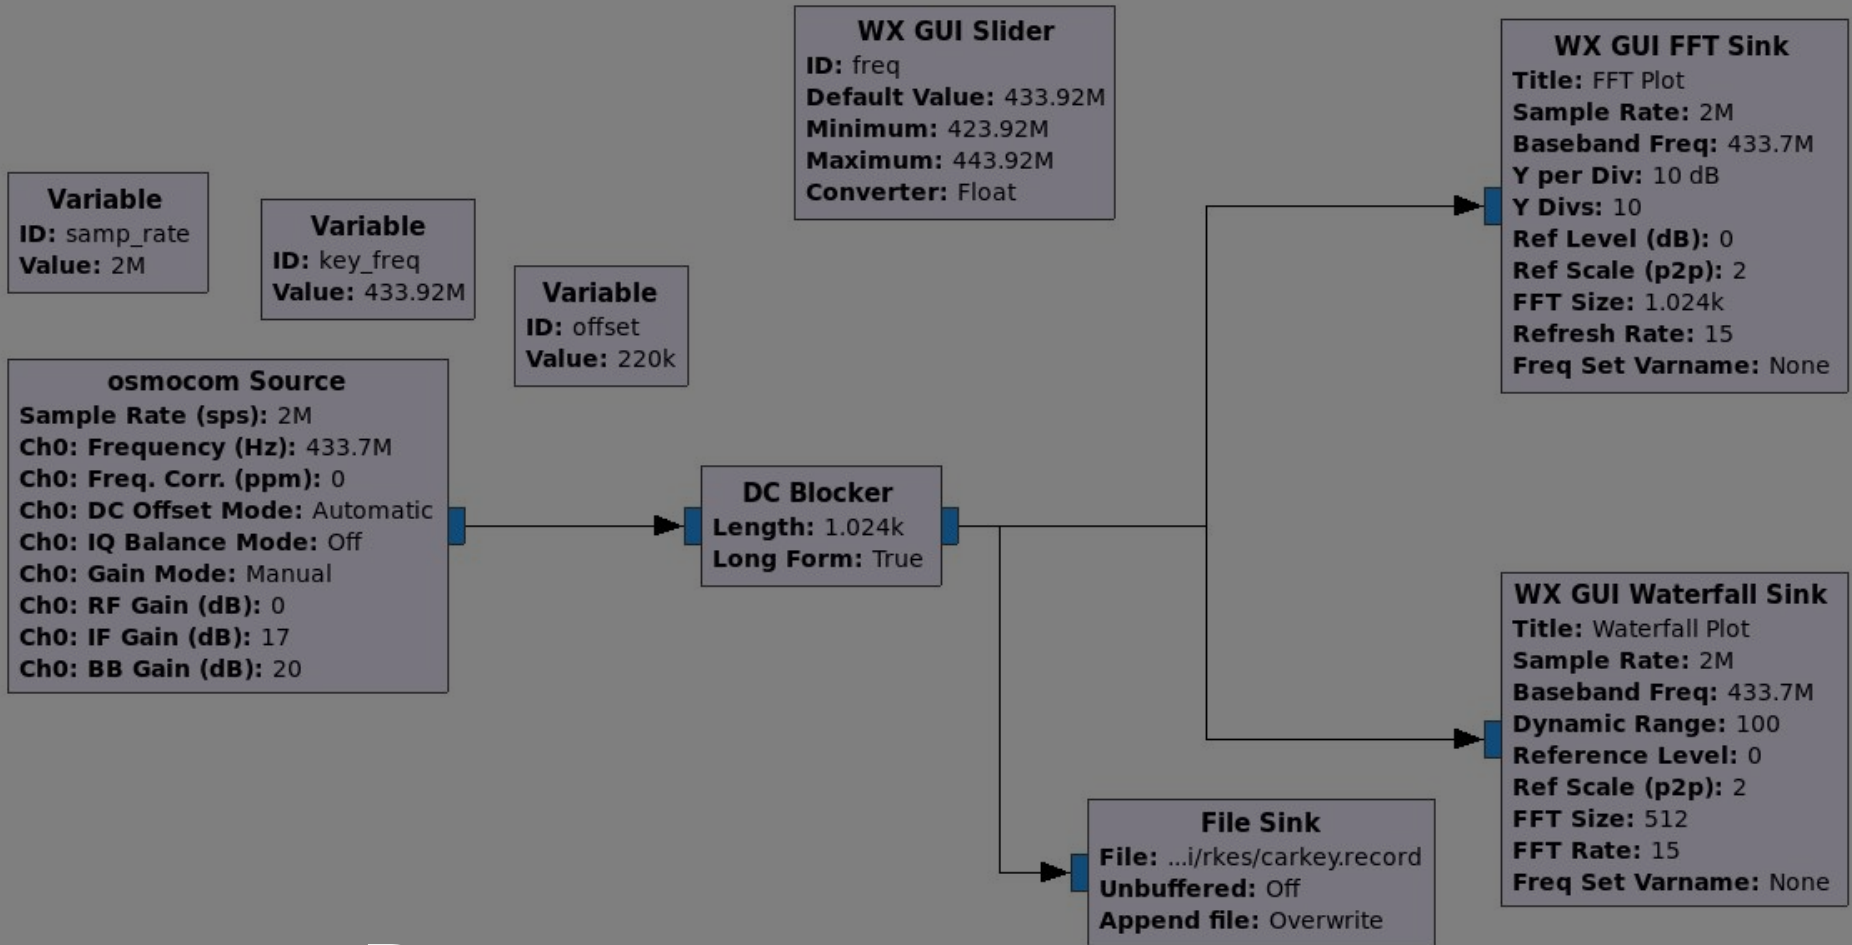 WX GUI Slider
ID: freq
Default Value: 433.92M
Minimum: 423.92M
Maximum: 443.92M
Converter: Float
WX GUI FFT Sink
Title: FFT Plot
Sample Rate: 2M
Baseband Freq: 433.7M
Y per Div: 10 dB
Y Divs: 10
Ref Level (dB): 0
Ref Scale (p2p): 2
FFT Size: 1.024k
Refresh Rate: 15
Freq Set Varname: None
Variable
ID: samp_rate
Value: 2M
Variable
ID: key_freq
Value: 433.92M
Variable
ID: offset
Value: 220k
osmocom Source
Sample Rate (sps): 2M
Ch0: Frequency (Hz): 433.7M
Ch0: Freq. Corr. (ppm): 0
Ch0: DC Offset Mode: Automatic
Ch0: IQ Balance Mode: Off
Ch0: Gain Mode: Manual
Ch0: RF Gain (dB): 0
Ch0: IF Gain (dB): 17
Ch0: BB Gain (dB): 20
DC Blocker
Length: 1.024k
Long Form: True
WX GUI Waterfall Sink
Title: Waterfall Plot
Sample Rate: 2M
Baseband Freq: 433.7M
Dynamic Range: 100
Reference Level: 0
Ref Scale (p2p): 2
FFT Size: 512
FFT Rate: 15
Freq Set Varname: None
File Sink
File: ...i/rkes/carkey.record
Unbuffered: Off
Append file: Overwrite